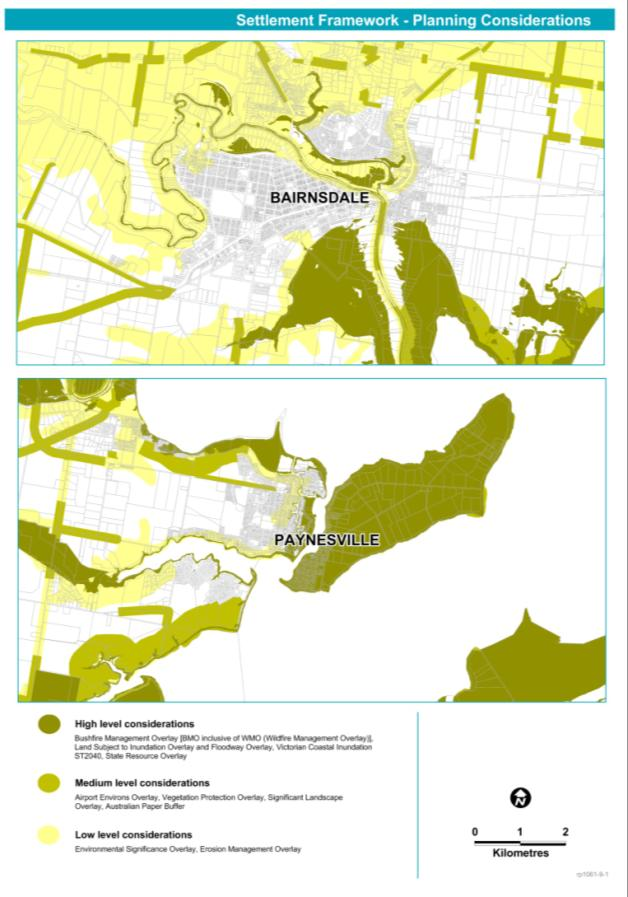 Settlement Framework - Planning Considerations
BAIRNSDALE
PAYNESVILLE
High level considerations
Bushfire Management Overlay [BMO inclusive of WMO (Wildfire Management Overlay)],
Land Subject to Inundation Overlay and Floodway Overlay, Victorian Coastal Inundation
ST2040, State Resource Overlay
Medium level considerations
Airport Environs Overlay, Vegetation Protection Overlay, Significant Landscape
Overlay, Australian Paper Buffer
Low level considerations
Environmental Significance Overlay, Erosion Management Overlay
N
0 1 2
Kilometres
rp1061-9-1